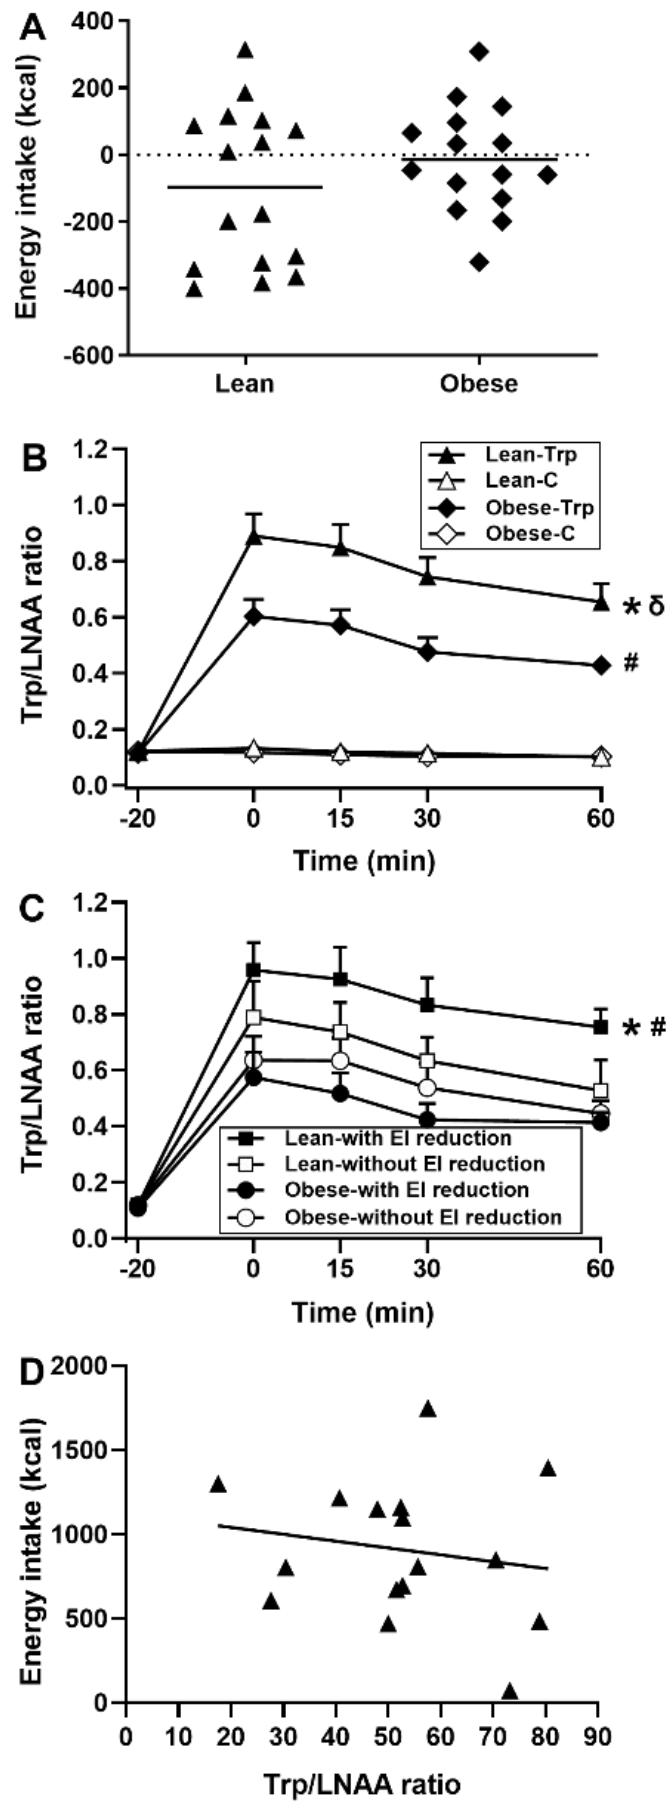 A
Energy intake (kcal)
400
200
0
-200
-400
-600
Lean Obese
B
Trp/LNAA ratio
1.2
1.0
0.8
0.6
0.4
0.2
0.0
Lean-Trp
Lean-C
Obese-Trp
Obese-C
* δ
#
-20 0 15 30 60
Time (min)
C
Trp/LNAA ratio
1.2
1.0
0.8
0.6
0.4
0.2
0.0
* #
Lean-with EI reduction
Lean-without EI reduction
Obese-with EI reduction
Obese-without EI reduction
-20 0 15 30 60
Time (min)
D
Energy intake (kcal)
2000
1500
1000
500
0
0 10 20 30 40 50 60 70 80 90
Trp/LNAA ratio